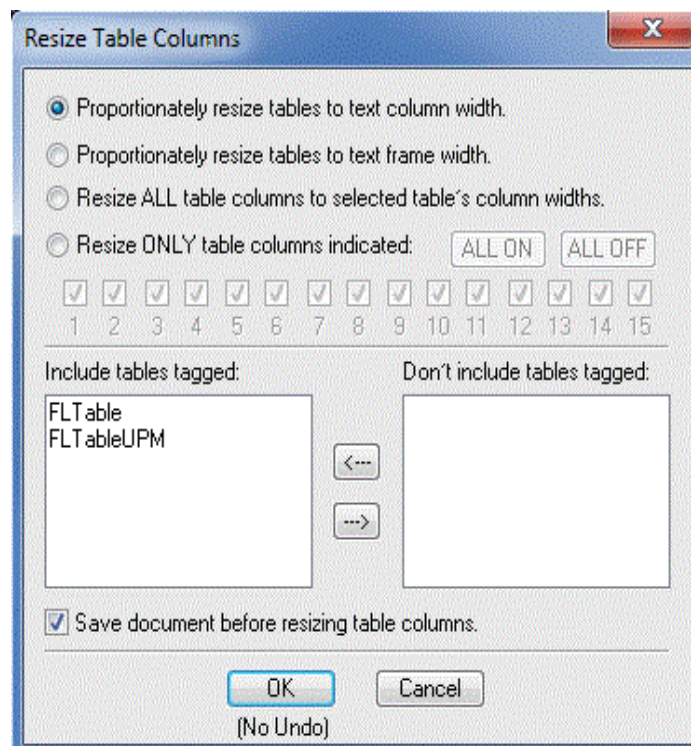 Resize Table Columns
Proportionately resize tables to text column width.
Proportionately resize tables to text frame width.
Resize ALL table columns to selected table´s column widths.
Resize ONLY table columns indicated: ALL ON ALL OFF
1 2 3 4 5 6 7 8 9 10 11 12 13 14 15
Include tables tagged: Don´t include tables tagged:
FLTable
FLTableUPM
<---
--->
Save document before resizing table columns.
OK Cancel
(No Undo)